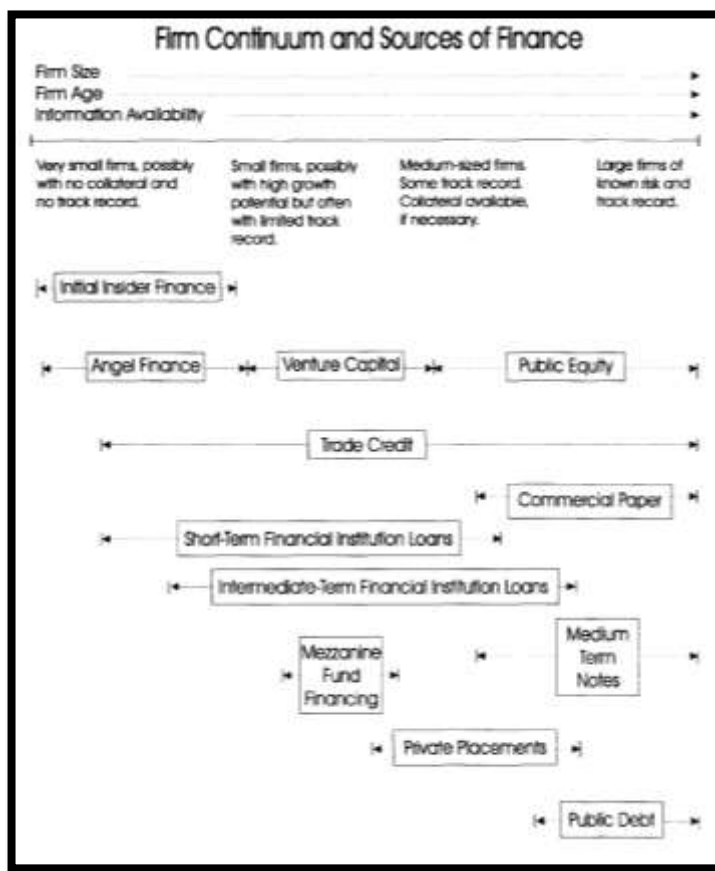 Firm Continuum and Sources of Finance
Firm Size
Firm Age
Information Availability
Very small firms, possibly
with no collateral and
no track record.
Small firms, possibly
with high growth
potential but often
with limited track
record.
Medium-sized firms.
Some track record.
Collateral available,
if necessary.
Large firms of
known risk and
track record.
Initial Insider Finance
Angel Finance
Venture Capital
Public Equity
Trade Credit
Commercial Paper
Short-Term Financial Institution Loans
Intermediate-Term Financial Institution Loans
Mezzanine
Fund
Financing
Medium
Term
Notes
Private Placements
Public Debt